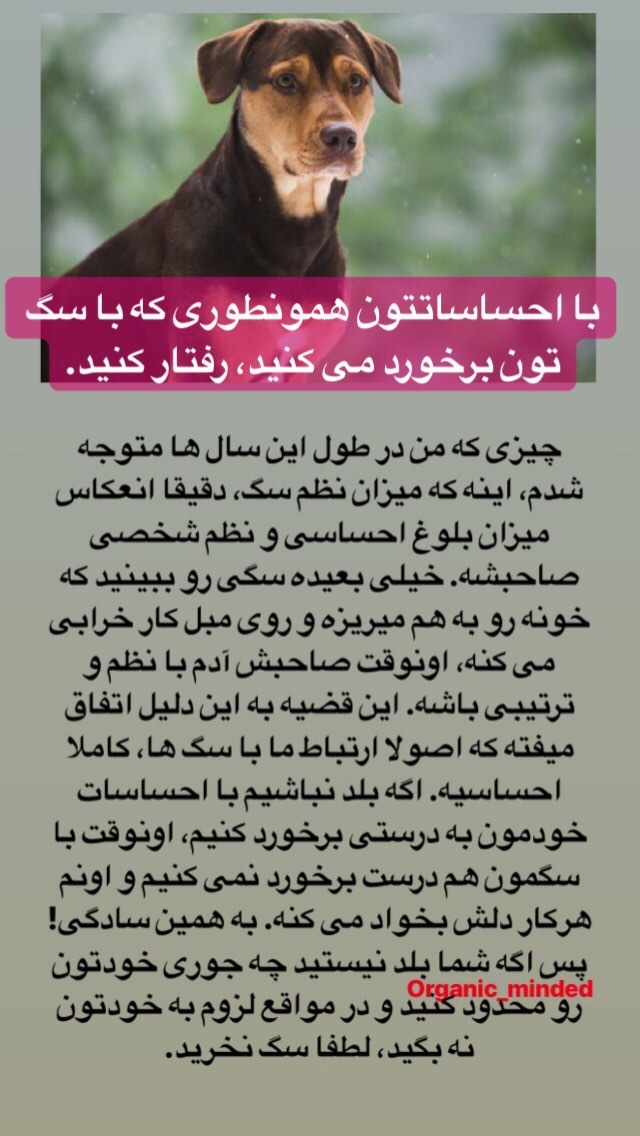 با احساساتتون همونطوری که با سگ
تون برخورد می کنید، رفتار کنید.
چیزی که من در طول این سال ها متوجه
شدم، اینه که میزان نظم سگ، دقیقا انعکاس
میزان بلوغ احساسی و نظم شخصی
صاحبشه. خیلی بعیده سگی رو ببینید که
خونه رو به هم میریزه و روی مبل کار خرابی
می کنه، اونوقت صاحبش آدم با نظم و
ترتیبی باشه. این قضیه به این دلیل اتفاق
میفته که اصولا ارتباط ما با سگ ها، کاملا
احساسیه. اگه بلد نباشیم با احساسات
خودمون به درستی برخورد کنیم، اونوقت با
سگمون هم درست برخورد نمی کنیم و اونم
هرکار دلش بخواد می کنه. به همین سادگی!
پس اگه شما بلد نیستید چه جوری خودتون
Organic_minded
رو محدود کنید و در مواقع لزوم به خودتون
نه بگید، لطفا سگ نخرید.